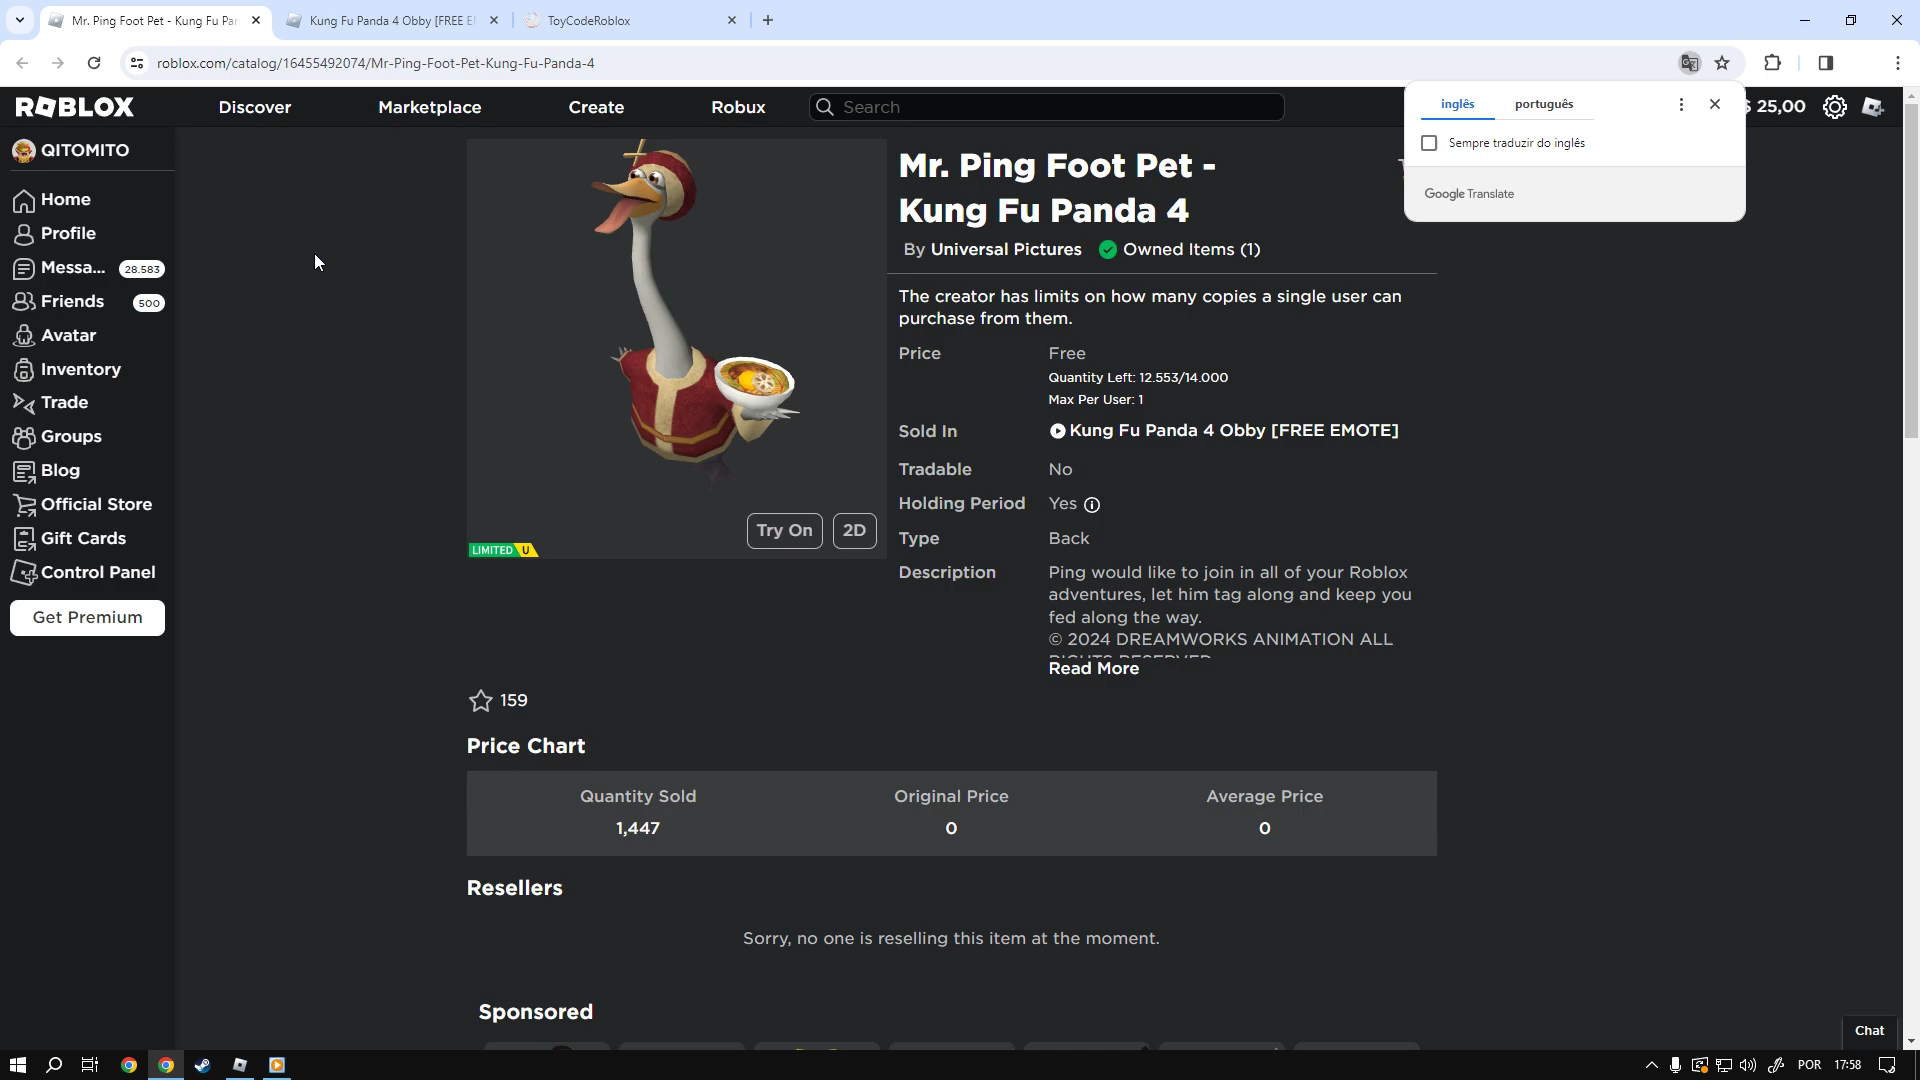 Mr. Ping Foot Pet - Kung Fu Par
Kung Fu Panda 4 Obby [FREE E
ToyCodeRoblox
roblox.com/catalog/16455492074/Mr-Ping-Foot-Pet-Kung-Fu-Panda-4
ROBLOX
Discover
Marketplace
Create
Robux
Search
25,00
inglês
português
Sempre traduzir do inglês
Google Translate
QITOMITO
Home
Profile
Messa... 28.583
Friends 500
Avatar
Inventory
Trade
Groups
Blog
Official Store
Gift Cards
Control Panel
Get Premium
Try On
2D
LIMITED U
Mr. Ping Foot Pet -
Kung Fu Panda 4
By Universal Pictures Owned Items (1)
The creator has limits on how many copies a single user can
purchase from them.
Price Free
Quantity Left: 12.553/14.000
Max Per User: 1
Sold In Kung Fu Panda 4 Obby [FREE EMOTE]
Tradable No
Holding Period Yes
Type Back
Description Ping would like to join in all of your Roblox
adventures, let him tag along and keep you
fed along the way.
© 2024 DREAMWORKS ANIMATION ALL
Read More
159
Price Chart
Quantity Sold Original Price Average Price
1,447 0 0
Resellers
Sorry, no one is reselling this item at the moment.
Sponsored
Chat
POR 17:58